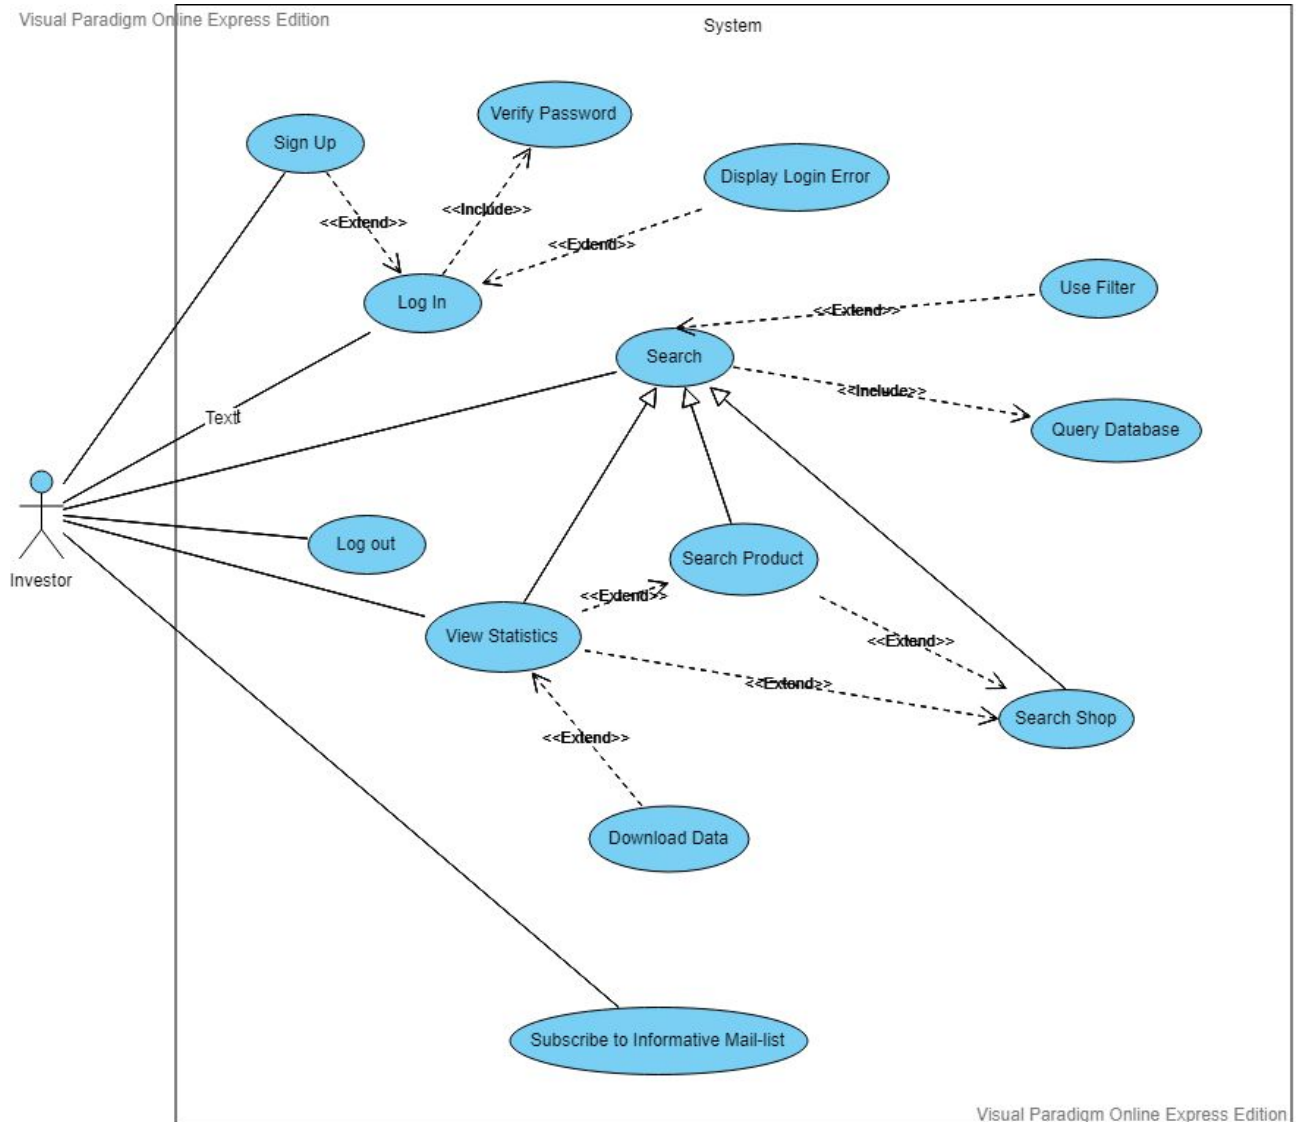 Visual Paradigm Online Express Edition
System
Verify Password
Sign Up
Display Login Error
<<Include>>
<<Extend>>
<<Extend>>
Use Filter
Log In
<<Extend>>
Search
<<Include>>
Text
Query Database
Log out
Search Product
Investor
<<Extend>>
View Statistics
<<Extend>>
<<Extend>>
Search Shop
<<Extend>>
Download Data
Subscribe to Informative Mail-list
Visual Paradigm Online Express Edition